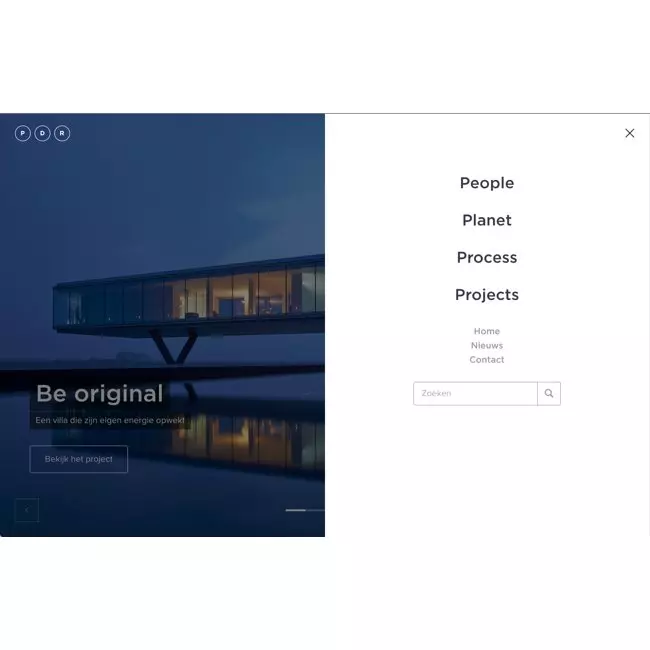 P D R
Be original
Een villa die zijn eigen energie opwekt
Bekijk het project
People
Planet
Process
Projects
Home
Nieuws
Contact
Zoeken